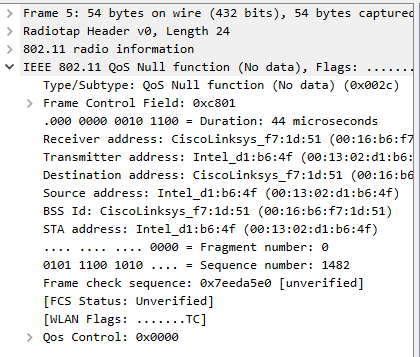 Frame 5: 54 bytes on wire (432 bits), 54 bytes captured
Radiotap Header v0, Length 24
802.11 radio information
IEEE 802.11 QoS Null function (No data), Flags: .......
Type/Subtype: QoS Null function (No data) (0x002c)
Frame Control Field: 0xc801
.000 0000 0010 1100 = Duration: 44 microseconds
Receiver address: CiscoLinksys_f7:1d:51 (00:16:b6:f7
Transmitter address: Intel_d1:b6:4f (00:13:02:d1:b6:
Destination address: CiscoLinksys_f7:1d:51 (00:16:b6
Source address: Intel_d1:b6:4f (00:13:02:d1:b6:4f)
BSS Id: CiscoLinksys_f7:1d:51 (00:16:b6:f7:1d:51)
STA address: Intel_d1:b6:4f (00:13:02:d1:b6:4f)
.... .... .... 0000 = Fragment number: 0
0101 1100 1010 .... = Sequence number: 1482
Frame check sequence: 0x7eeda5e0 [unverified]
[FCS Status: Unverified]
[WLAN Flags: .......TC]
Qos Control: 0x0000